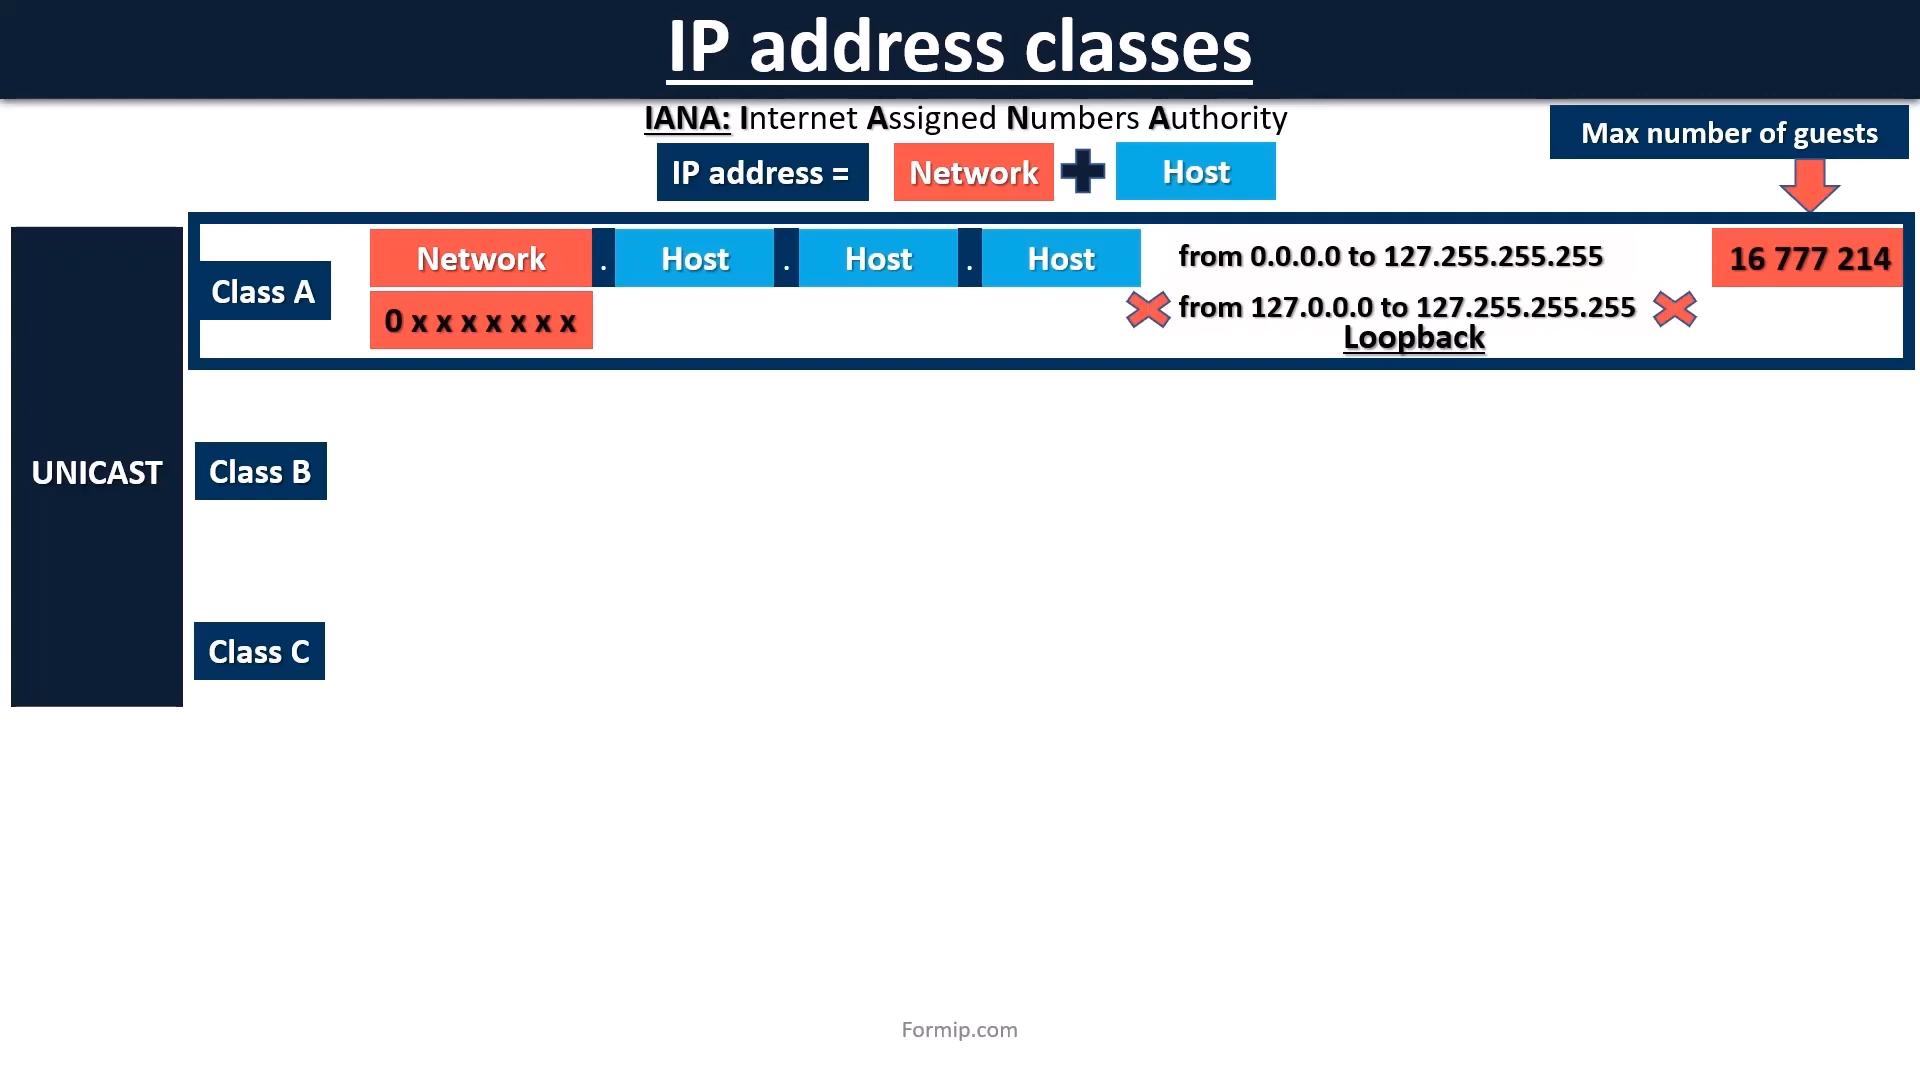 IP address classes
IANA: Internet Assigned Numbers Authority
Max number of guests
IP address = Network Host
Network . Host . Host . Host from 0.0.0.0 to 127.255.255.255 16 777 214
Class A
0 x x x x x x x from 127.0.0.0 to 127.255.255.255
Loopback
UNICAST
Class B
Class C
Formip.com